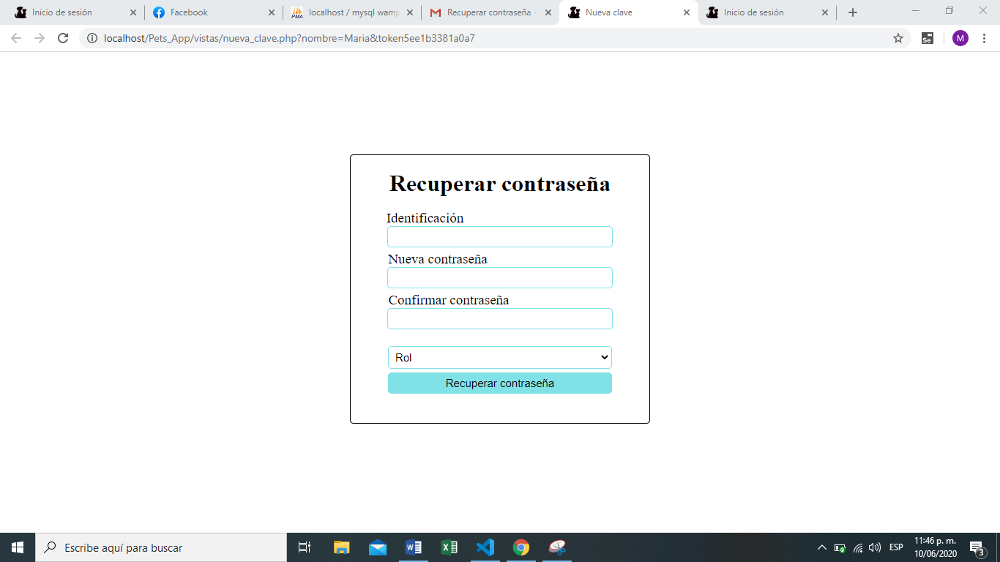 Inicio de sesión
Facebook
localhost / mysql wamp
Recuperar contraseña -
Nueva clave
Inicio de sesión
localhost/Pets_App/vistas/nueva_clave.php?nombre=Maria&token5ee1b3381a0a7
Se
M
Recuperar contraseña
Identificación
Nueva contraseña
Confirmar contraseña
Rol
Recuperar contraseña
Escribe aquí para buscar
ESP
11:46 p. m.
10/06/2020
3